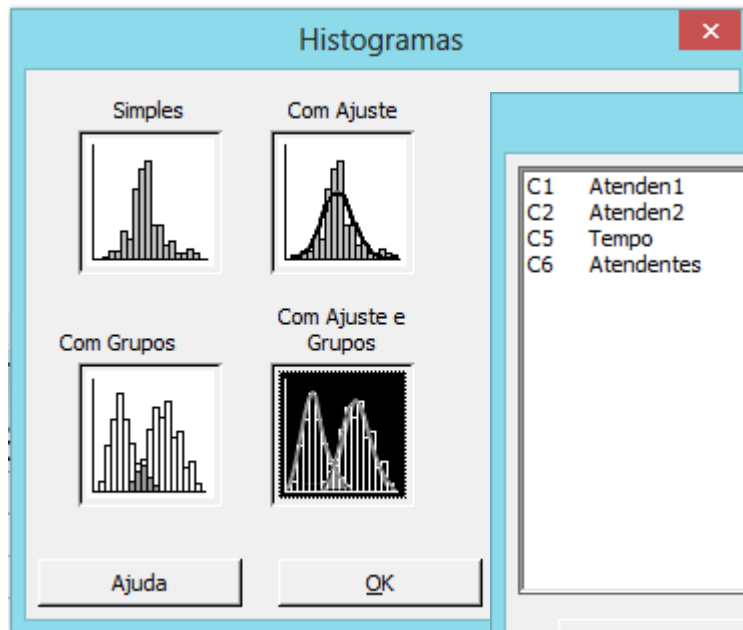 Histogramas
Simples
Com Ajuste
Com Grupos
Com Ajuste e
Grupos
Ajuda
OK
C1 Atenden1
C2 Atenden2
C5 Tempo
C6 Atendentes